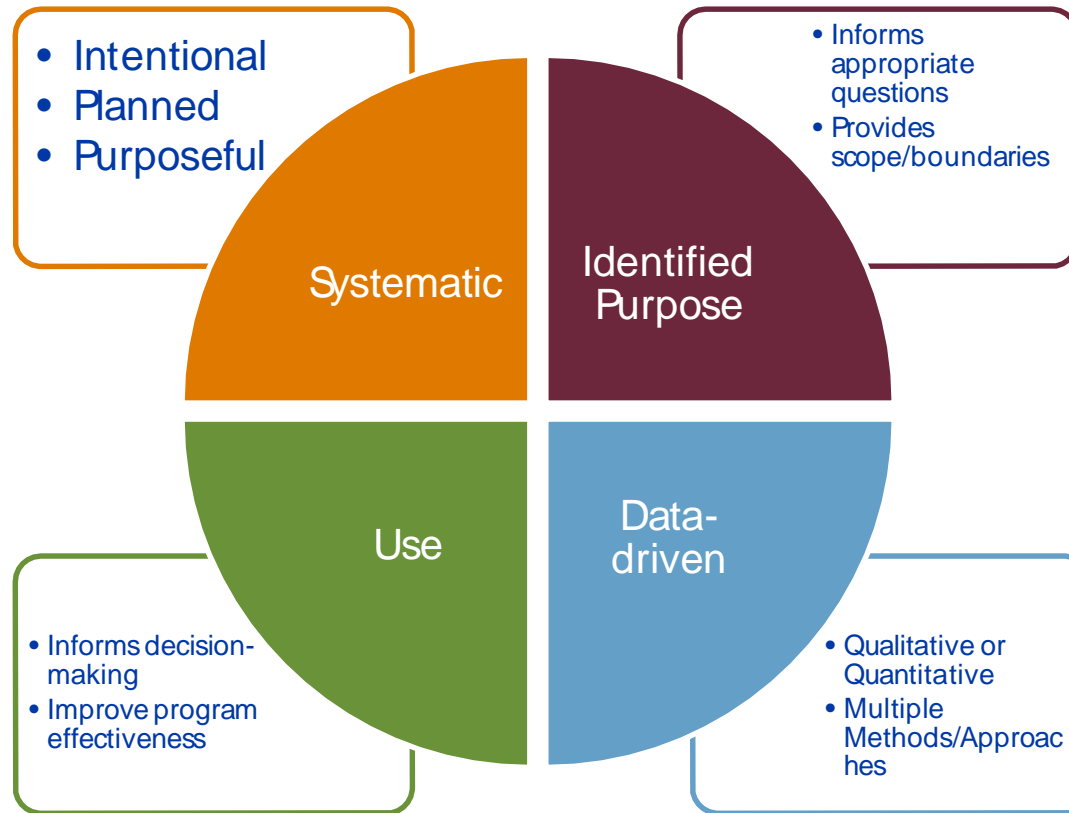 • Intentional
• Planned
• Purposeful
• Informs
appropriate
questions
• Provides
scope/boundaries
Systematic
Identified
Purpose
Use
Data-
driven
• Informs decision-
making
• Improve program
effectiveness
• Qualitative or
Quantitative
• Multiple
Methods/Approac
hes